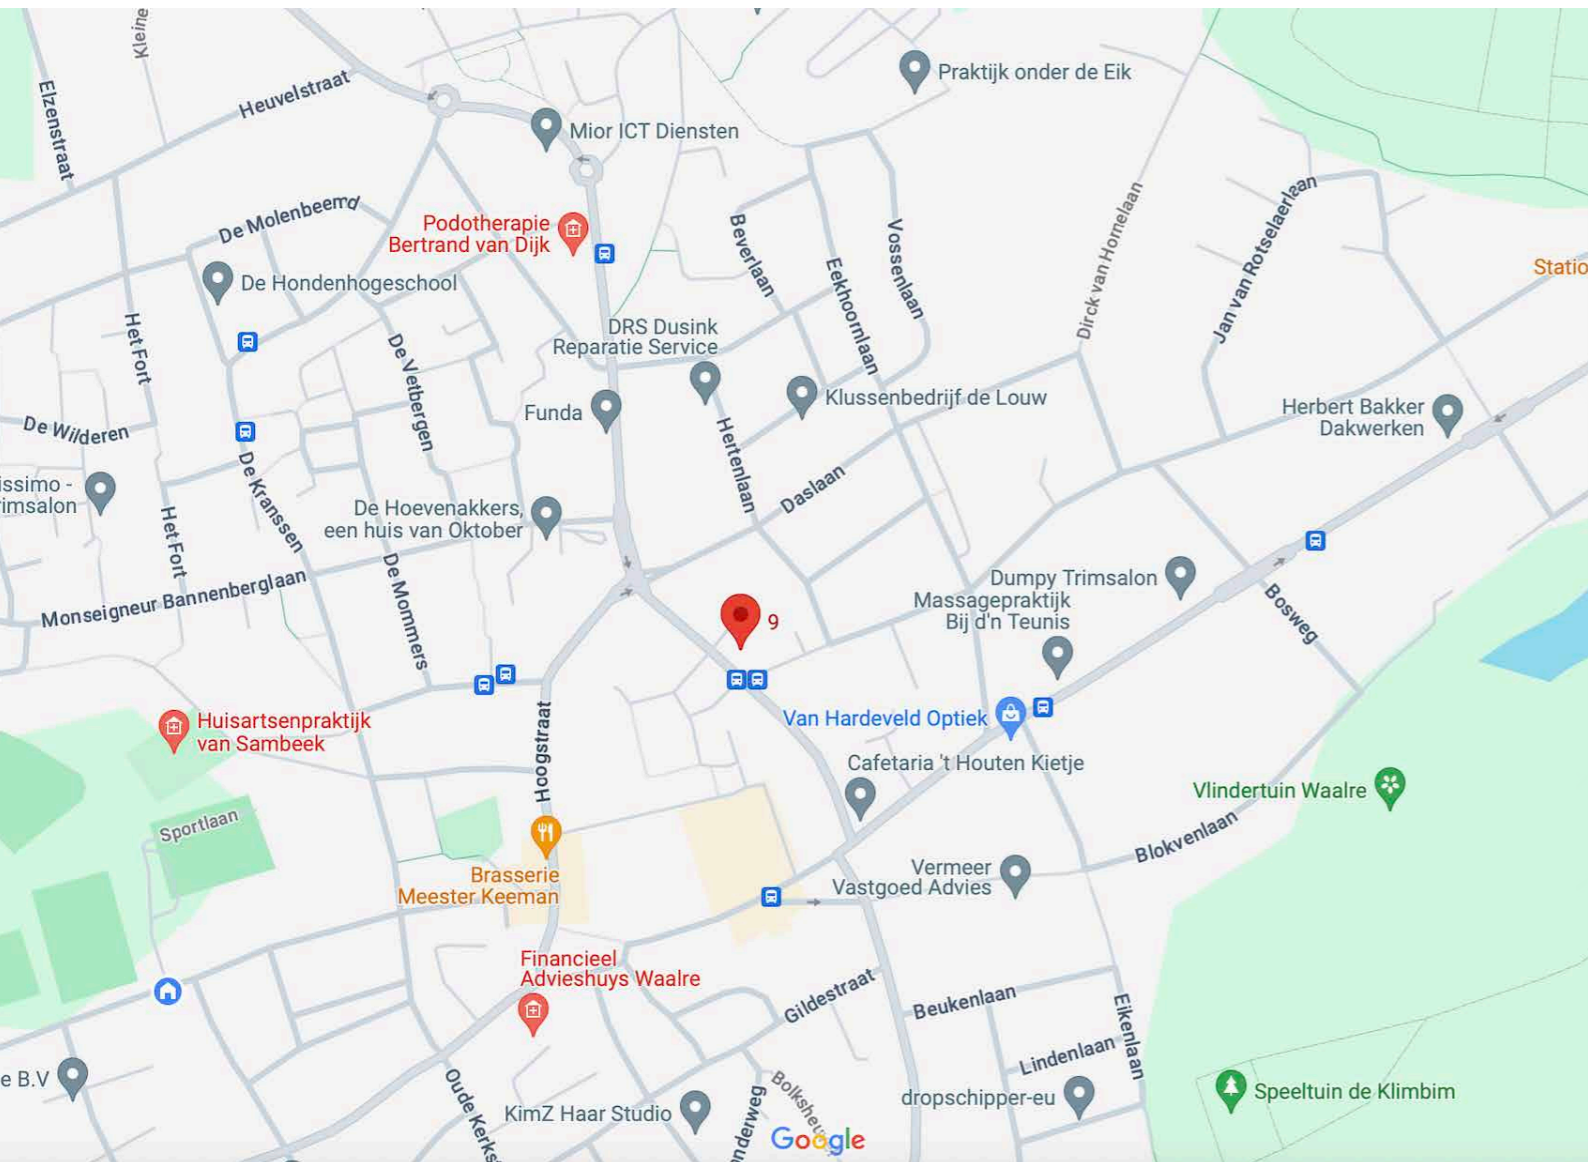 Kleine
Elzenstraat
Heuvelstraat
Praktijk onder de Eik
Mior ICT Diensten
De Molenbeemd
Podotherapie
Bertrand van Dijk
Beverlaan
Vossenlaan
Eekhoornlaan
Dirck van Hornelaan
Jan van Rotselaerlaan
Statio
De Hondenhogeschool
Het Fort
De Vetbergen
DRS Dusink
Reparatie Service
Klussenbedrijf de Louw
Funda
Hertenlaan
Herbert Bakker
Dakwerken
De Wilderen
issimo -
rimsalon
De Kranssen
Daslaan
De Hoevenakkers,
een huis van Oktober
Het Fort
Monseigneur Bannenberglaan
De Mommers
Dumpy Trimsalon
Massagepraktijk
Bij d'n Teunis
Bosweg
9
Huisartsenpraktijk
van Sambeek
Hoogstraat
Van Hardeveld Optiek
Cafetaria 't Houten Kietje
Vlindertuin Waalre
Sportlaan
Blokvenlaan
Brasserie
Meester Keeman
Vermeer
Vastgoed Advies
Financieel
Advieshuys Waalre
Gildestraat
Beukenlaan
Eikenlaan
Lindenlaan
e B.V
Oude Kerks
KimZ Haar Studio
onderweg
Bolksheu
dropschipper-eu
Speeltuin de Klimbim
Google